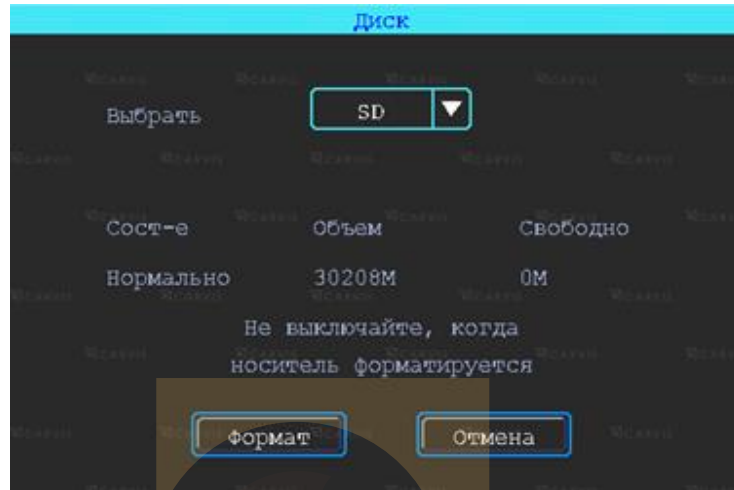 Диск
Выбрать SD
Сост-е Объем Свободно
Нормально 30208M 0M
Не выключайте, когда
носитель форматируется
Формат Отмена